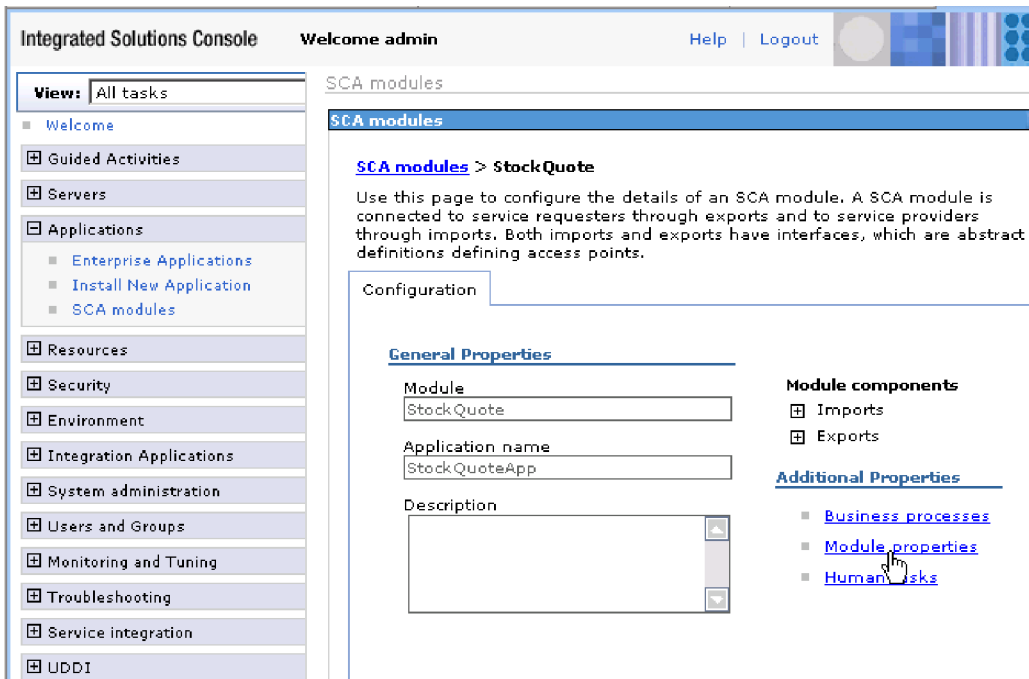 Integrated Solutions Console Welcome admin Help | Logout
View: All tasks
Welcome
Guided Activities
Servers
Applications
Enterprise Applications
Install New Application
SCA modules
Resources
Security
Environment
Integration Applications
System administration
Users and Groups
Monitoring and Tuning
Troubleshooting
Service integration
UDDI
SCA modules
SCA modules
SCA modules > StockQuote
Use this page to configure the details of an SCA module. A SCA module is
connected to service requesters through exports and to service providers
through imports. Both imports and exports have interfaces, which are abstract
definitions defining access points.
Configuration
General Properties
Module
StockQuote
Application name
StockQuoteApp
Description
Module components
Imports
Exports
Additional Properties
Business processes
Module properties
Human tasks